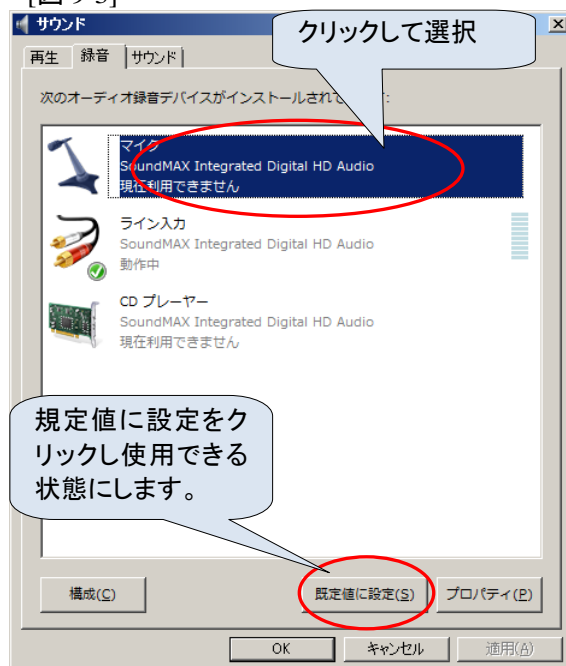 サウンド
クリックして選択
再生 録音 サウンド
次のオーディオ録音デバイスがインストールされて
マイク
SoundMAX Integrated Digital HD Audio
現在利用できません
ライン入力
SoundMAX Integrated Digital HD Audio
動作中
CD プレーヤー
SoundMAX Integrated Digital HD Audio
現在利用できません
規定値に設定をク
リックし使用できる
状態にします。
構成(C) 既定値に設定(S) プロパティ(P)
OK キャンセル 適用(A)